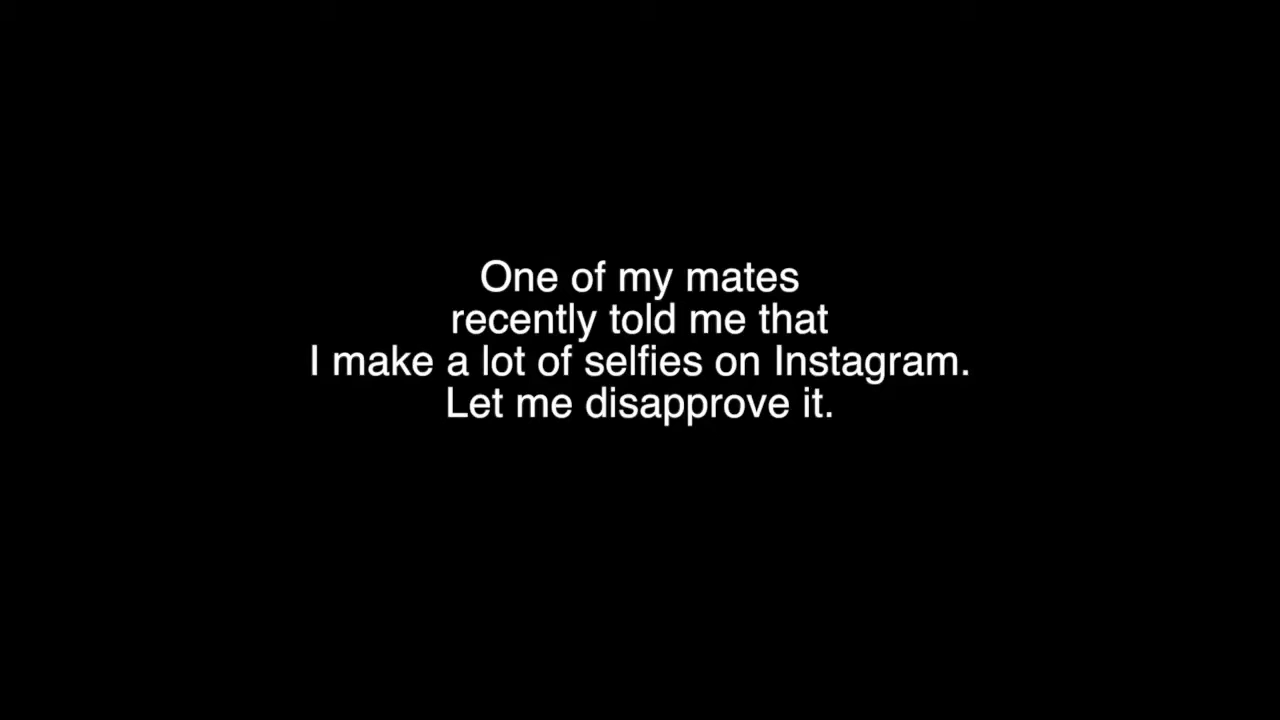 One of my mates
recently told me that
I make a lot of selfies on Instagram.
Let me disapprove it.